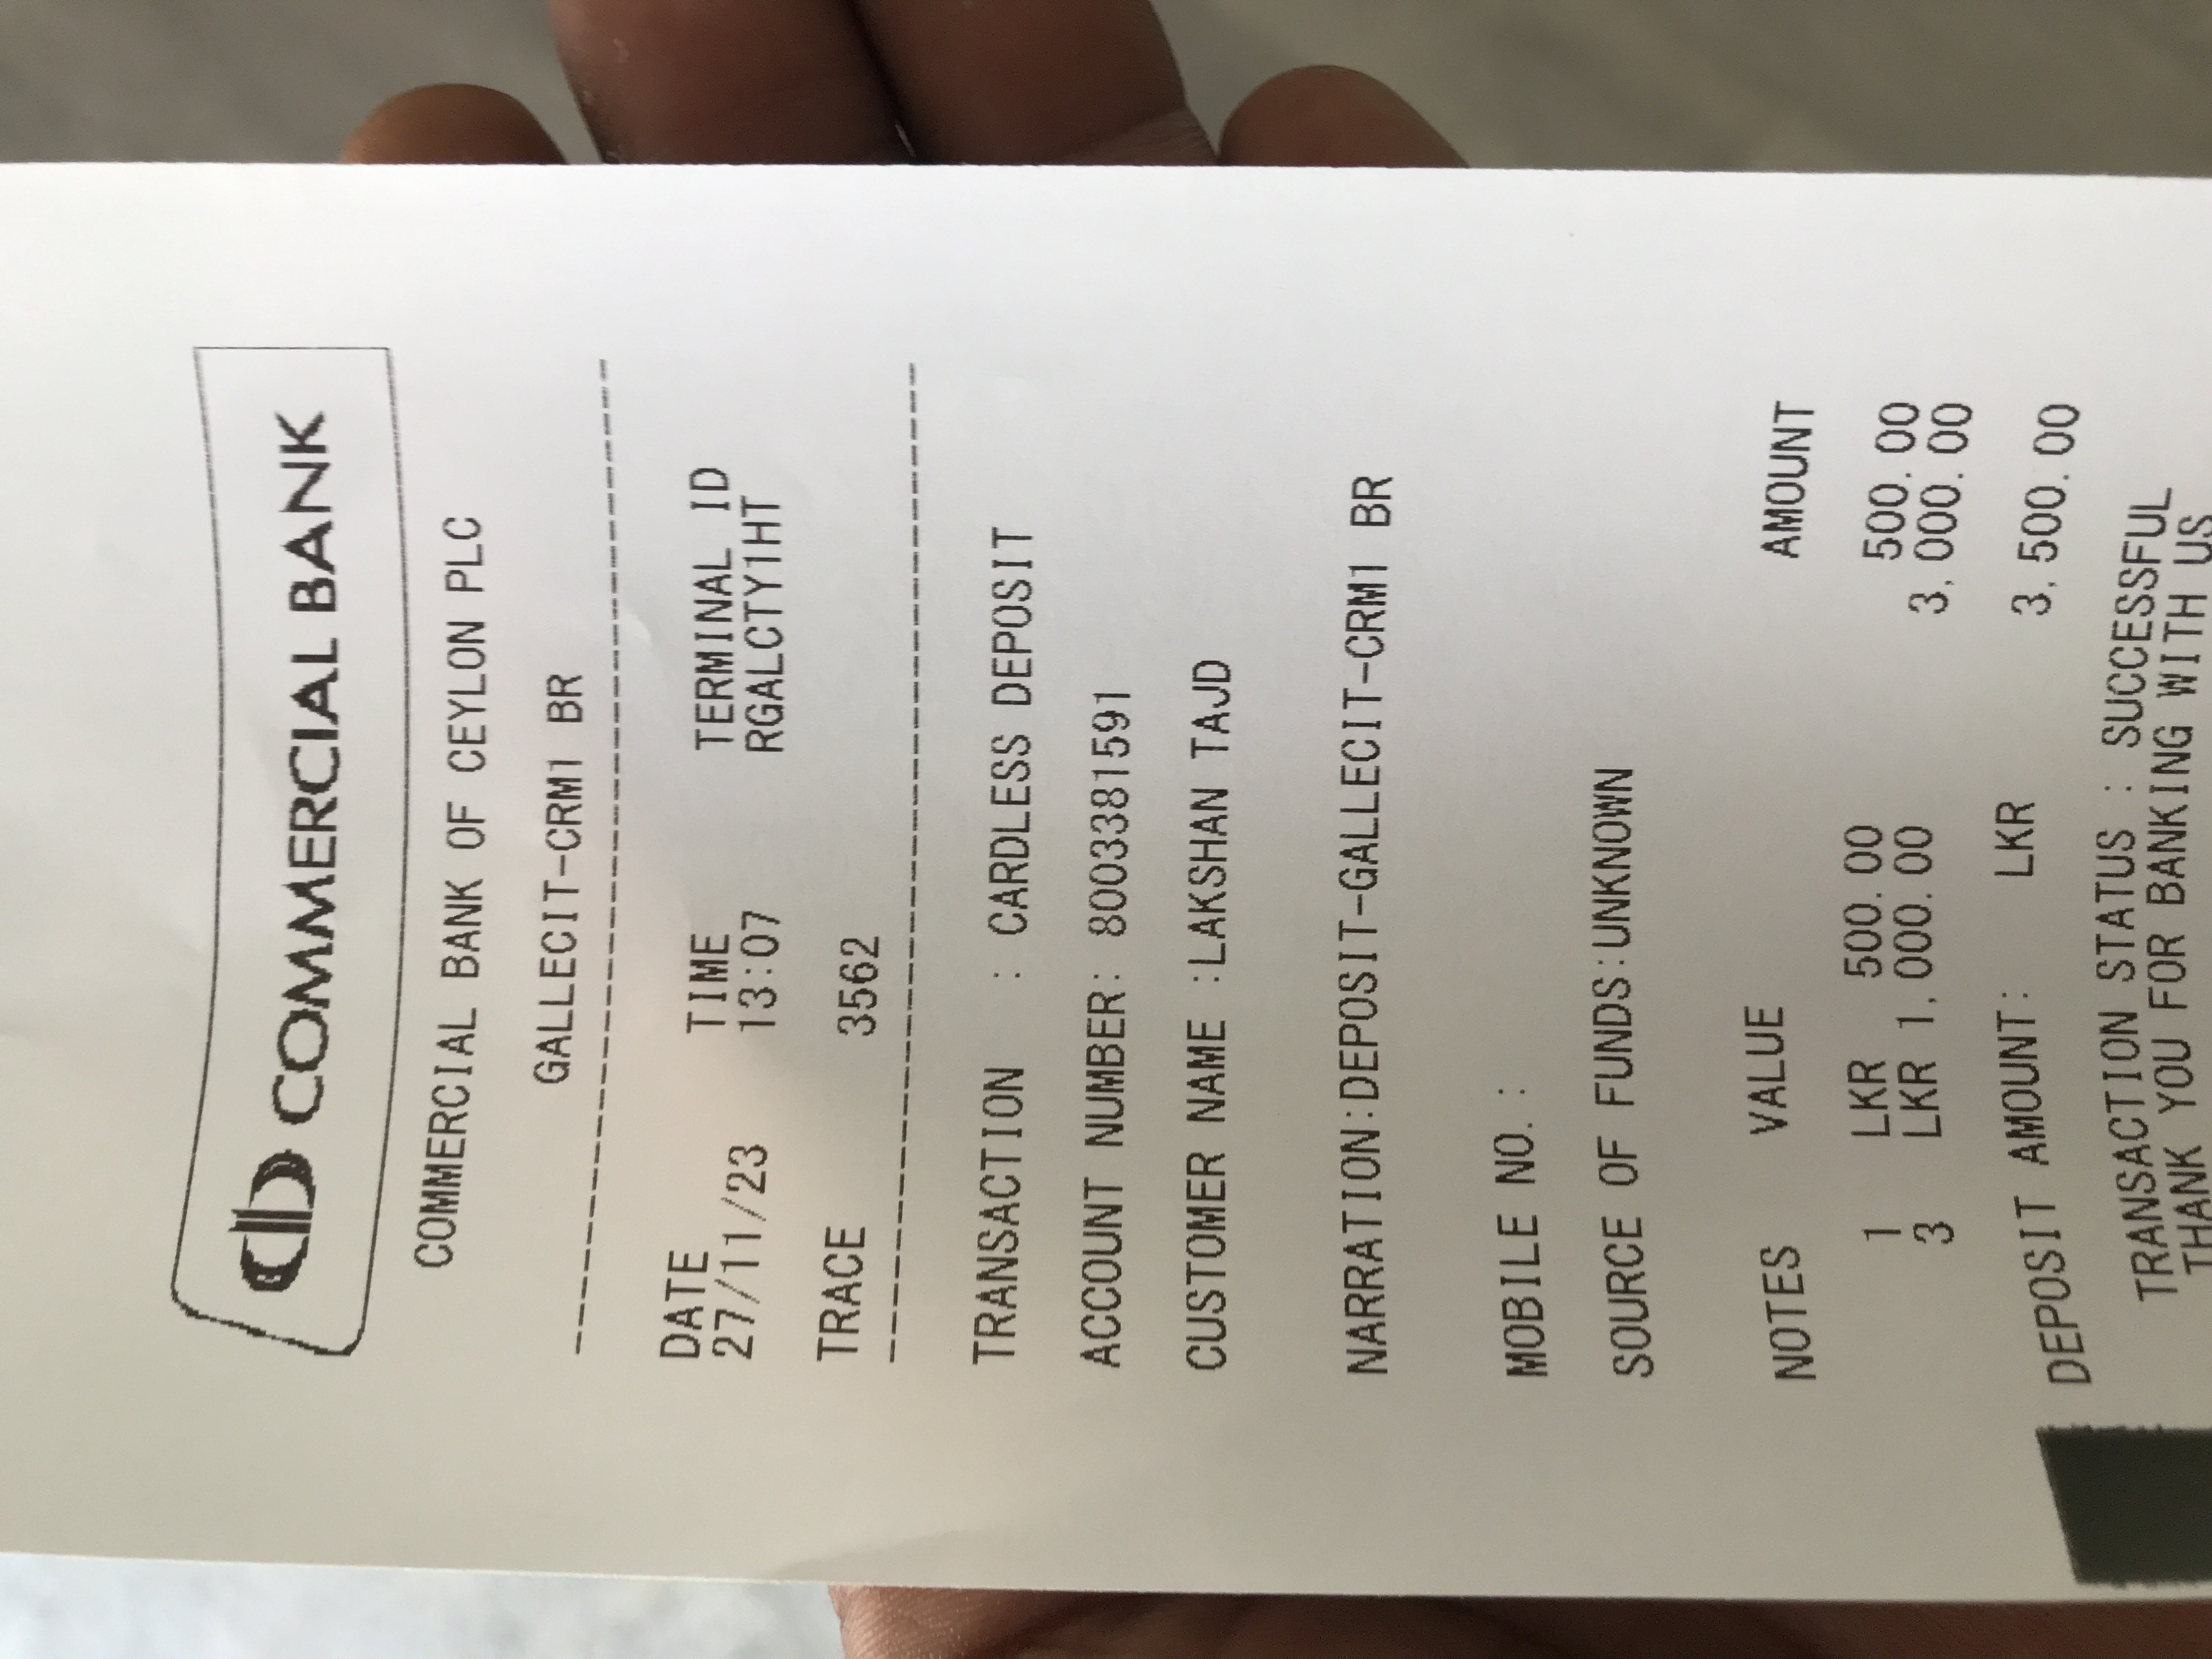 COMMERCIAL BANK
COMMERCIAL BANK OF CEYLON PLC
GALLECIT-CRM1 BR
--------------------------------------
DATE TIME TERMINAL ID
27/11/23 13:07 RGALCTY1HT
TRACE 3562
--------------------------------------
TRANSACTION : CARDLESS DEPOSIT
ACCOUNT NUMBER: 8003381591
CUSTOMER NAME :LAKSHAN TAJD
NARRATION:DEPOSIT-GALLECIT-CRM1 BR
MOBILE NO. :
SOURCE OF FUNDS:UNKNOWN
NOTES VALUE AMOUNT
1 LKR 500.00 500.00
3 LKR 1,000.00 3,000.00
DEPOSIT AMOUNT: LKR 3,500.00
TRANSACTION STATUS : SUCCESSFUL
THANK YOU FOR BANKING WITH US